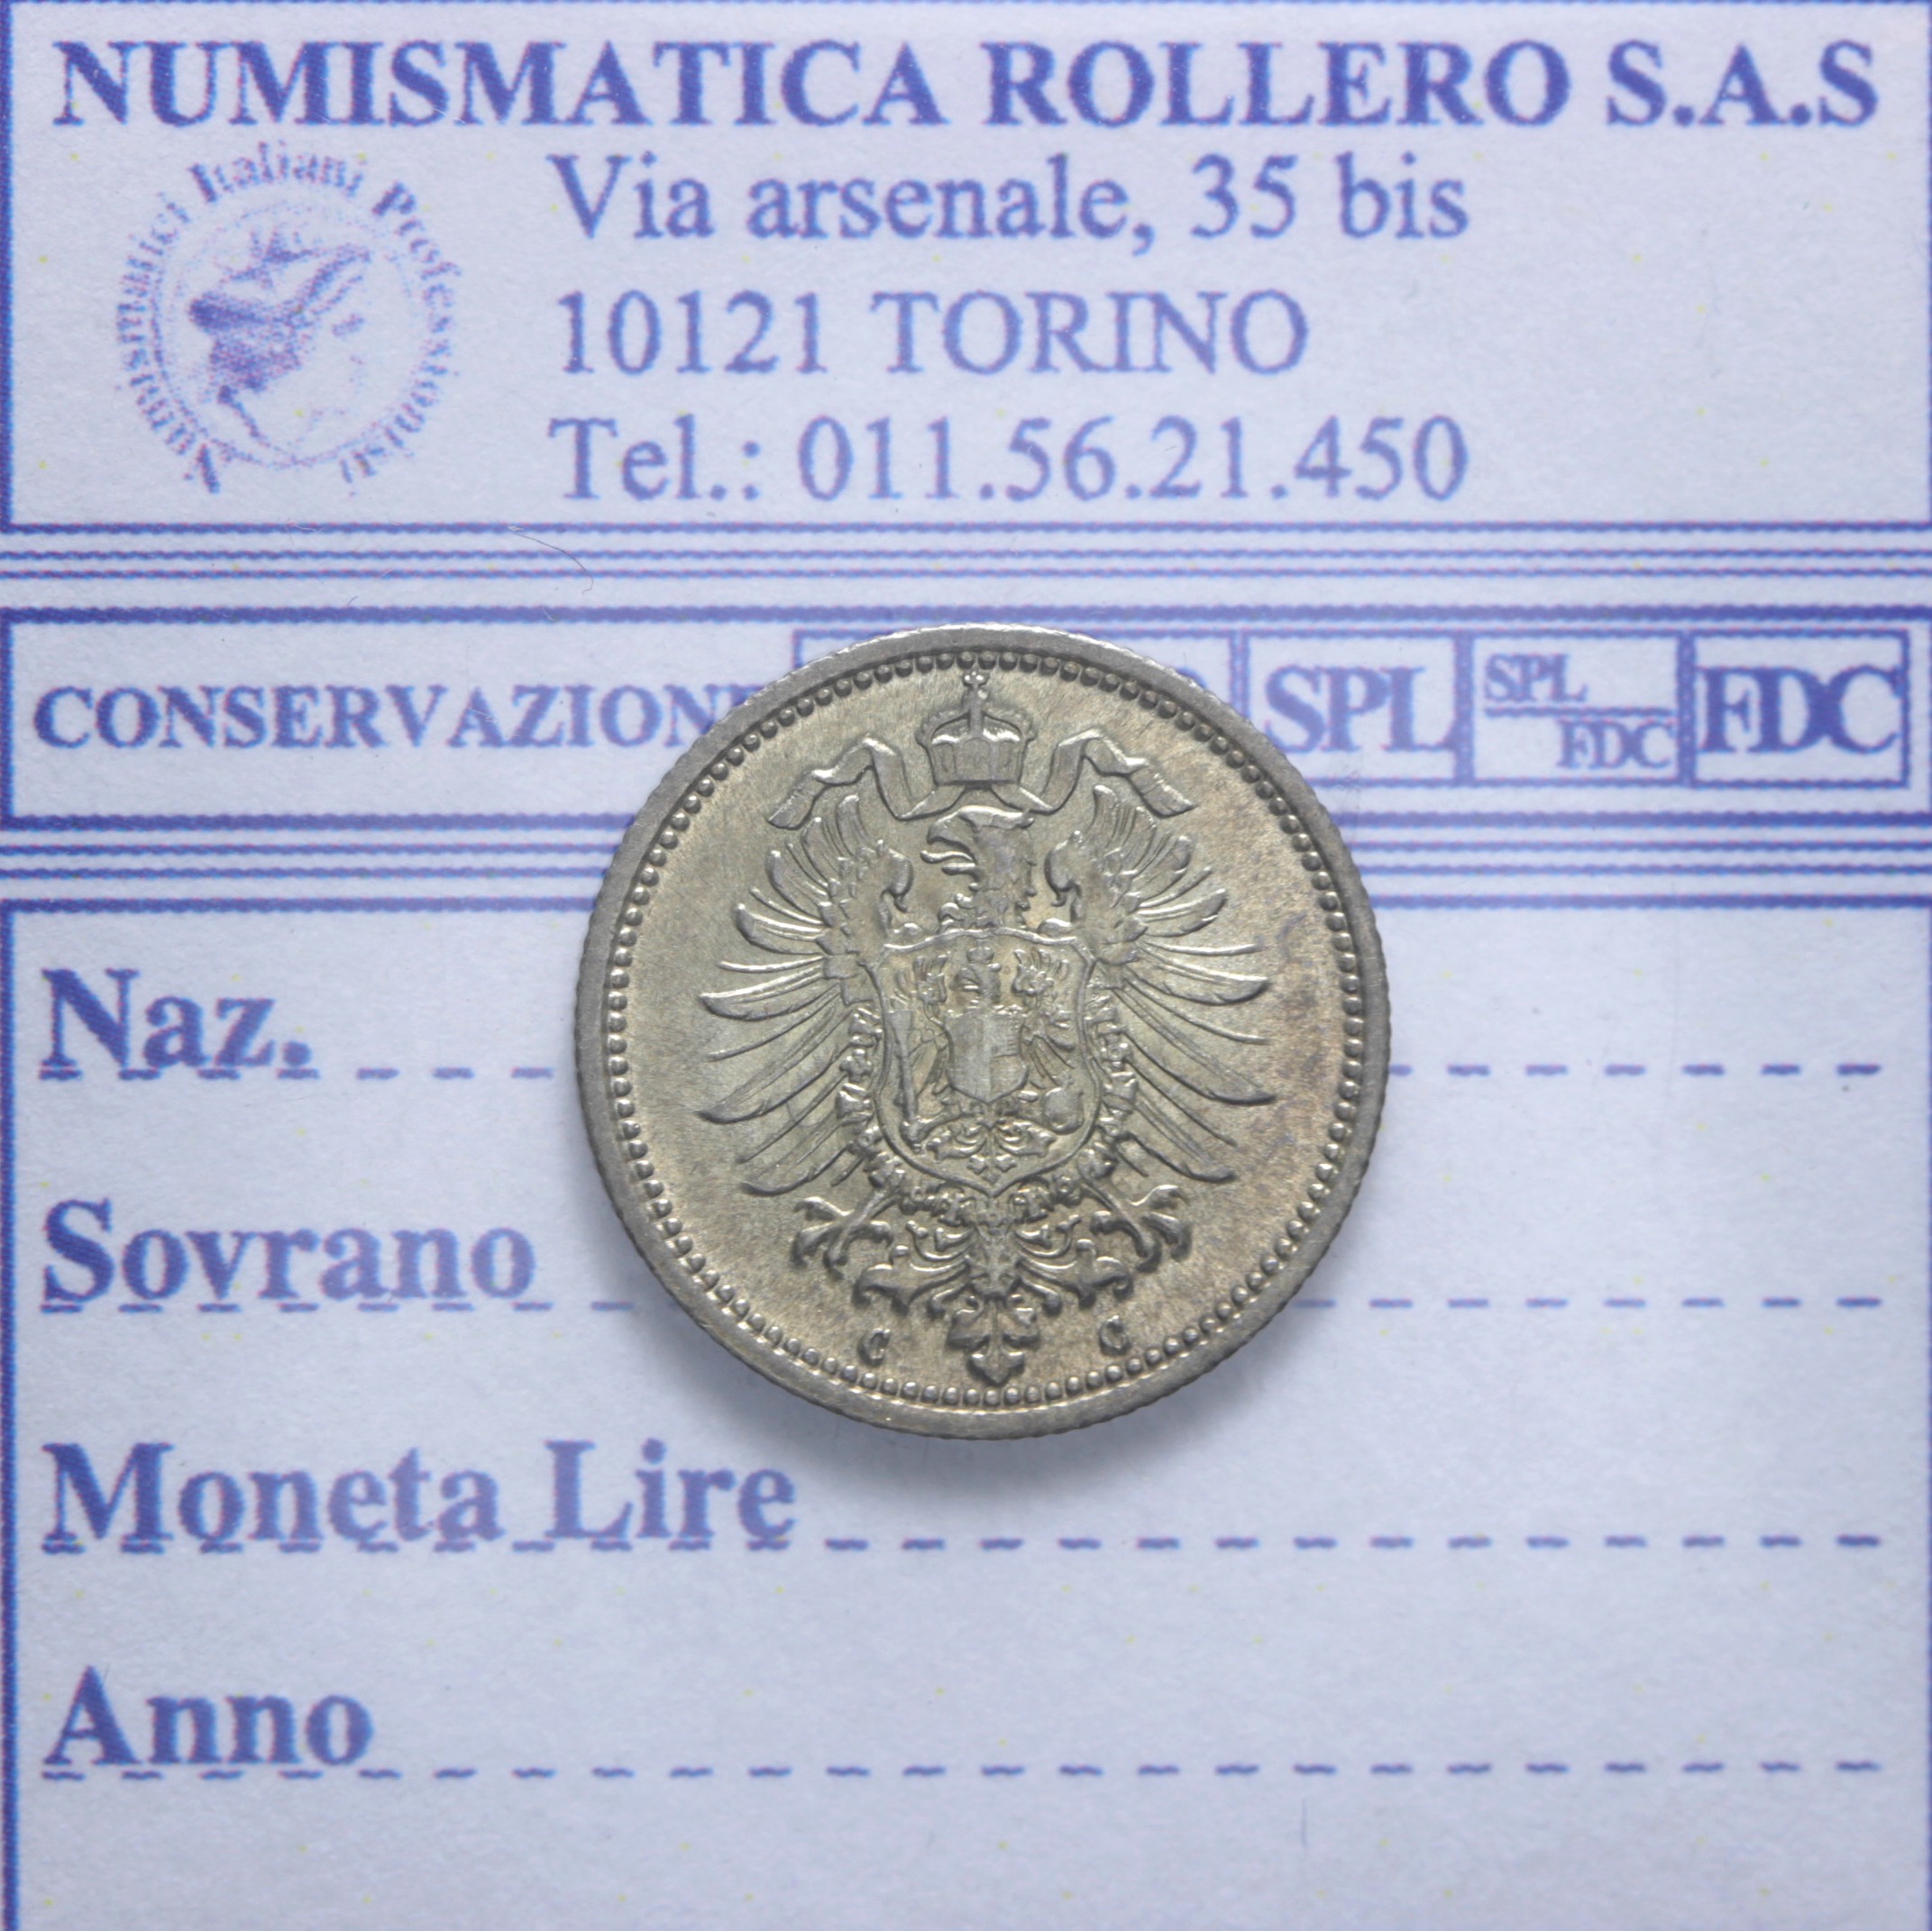 NUMISMATICA ROLLERO S.A.S
Numismatici Italiani Professionisti
Via arsenale, 35 bis
10121 TORINO
Tel.: 011.56.21.450
SPL
SPL
FDC
FDC
Naz.
Sovrano
Moneta Lire
Anno
C C